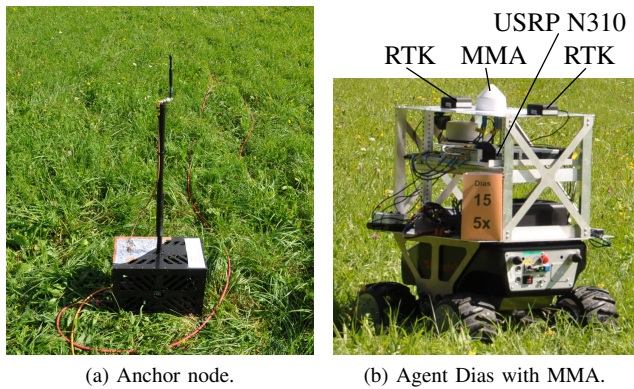 USRP N310
RTK MMA RTK
Dias
15
5x
(a) Anchor node.
(b) Agent Dias with MMA.